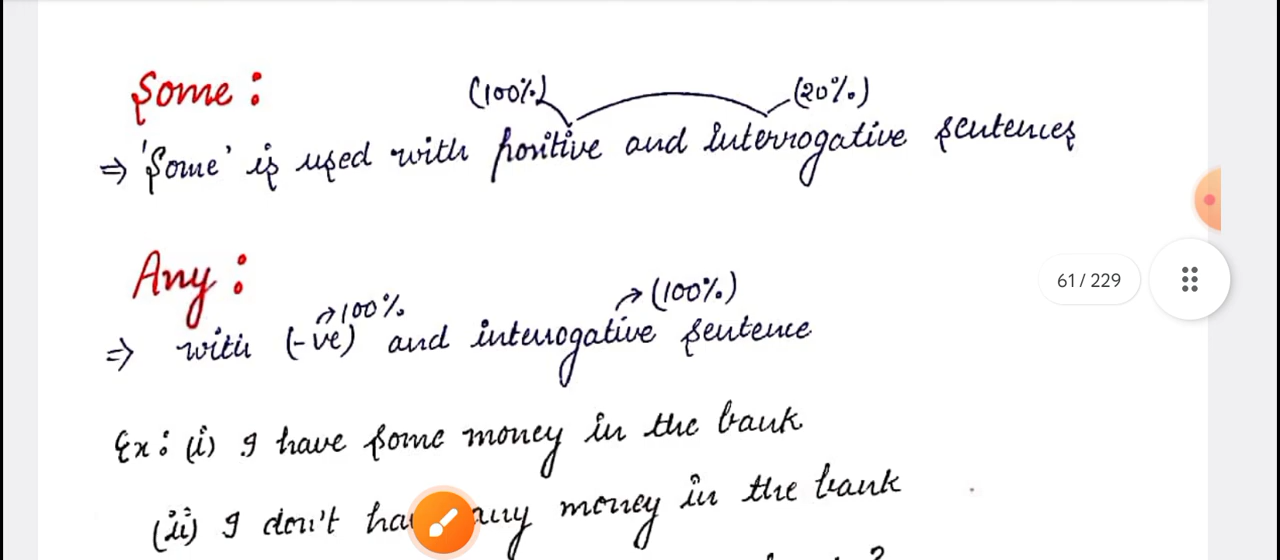 Some :
(100%) (20%)
⇒ 'Some' is used with positive and interrogative sentences
Any :
→100% → (100%)
⇒ with (-ve) and interrogative sentence
61 / 229
Ex : (i) I have some money in the bank
(ii) I don't any money in the bank
?